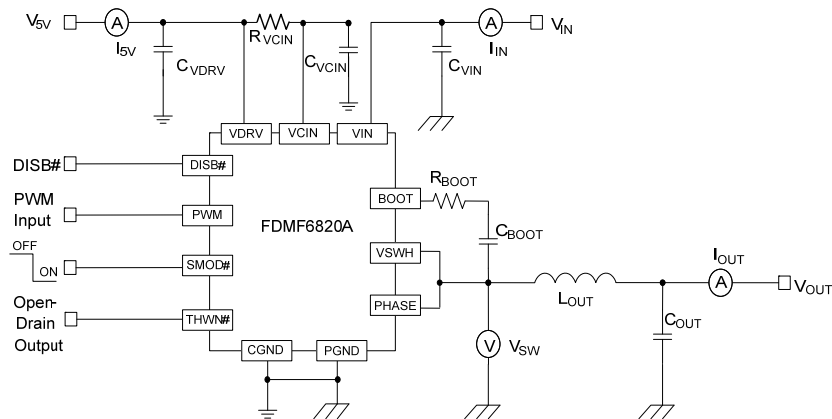 V5V
A
I5V
CVDRV
RVCIN
CVCIN
CVIN
A
IIN
VIN
VDRV
VCIN
VIN
DISB#
DISB#
PWM
Input
PWM
OFF
ON
SMOD#
Open-
Drain
Output
THWN#
FDMF6820A
BOOT
RBOOT
CBOOT
VSWH
PHASE
CGND
PGND
V
VSW
LOUT
COUT
IOUT
A
VOUT